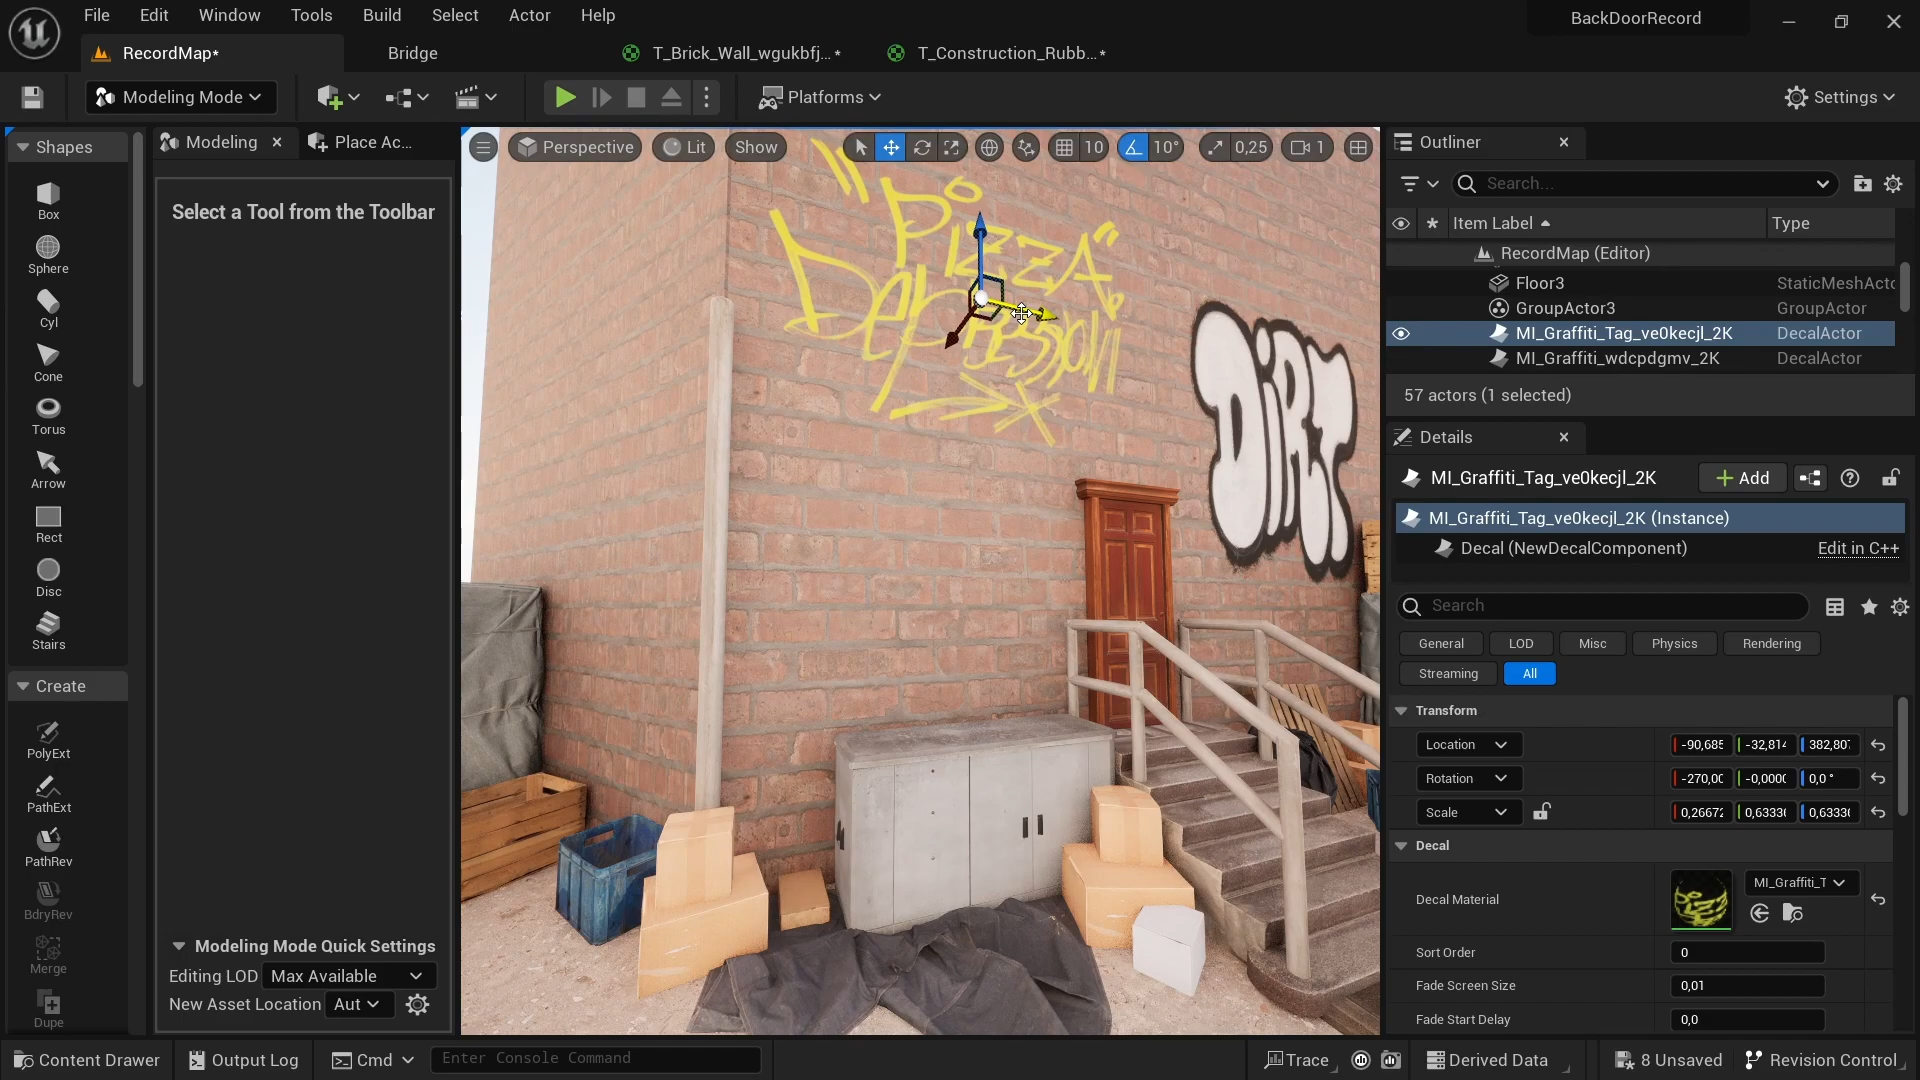 File Edit Window Tools Build Select Actor Help
BackDoorRecord
RecordMap*
Bridge
T_Brick_Wall_wgukbfj...*
T_Construction_Rubb...*
Modeling Mode
Platforms
Settings
Shapes
Box
Sphere
Cyl
Cone
Torus
Arrow
Rect
Disc
Stairs
Create
PolyExt
PathExt
PathRev
BdryRev
Merge
Dupe
Modeling
Place Ac...
Select a Tool from the Toolbar
Modeling Mode Quick Settings
Editing LOD Max Available
New Asset Location Aut
Perspective Lit Show 10 10° 0,25 1
"PIZZA"
DIRT
Outliner
Search...
Item Label Type
RecordMap (Editor)
Floor3 StaticMeshActo
GroupActor3 GroupActor
MI_Graffiti_Tag_ve0kecjl_2K DecalActor
MI_Graffiti_wdcpdgmv_2K DecalActor
57 actors (1 selected)
Details
MI_Graffiti_Tag_ve0kecjl_2K Add
MI_Graffiti_Tag_ve0kecjl_2K (Instance)
Decal (NewDecalComponent) Edit in C++
Search
General LOD Misc Physics Rendering
Streaming All
Transform
Location -90,685 -32,814 382,807
Rotation -270,00 -0,0000 0,0 °
Scale 0,26672 0,63336 0,63336
Decal
Decal Material MI_Graffiti_T
Sort Order 0
Fade Screen Size 0,01
Fade Start Delay 0,0
Content Drawer Output Log Cmd Enter Console Command Trace Derived Data 8 Unsaved Revision Control